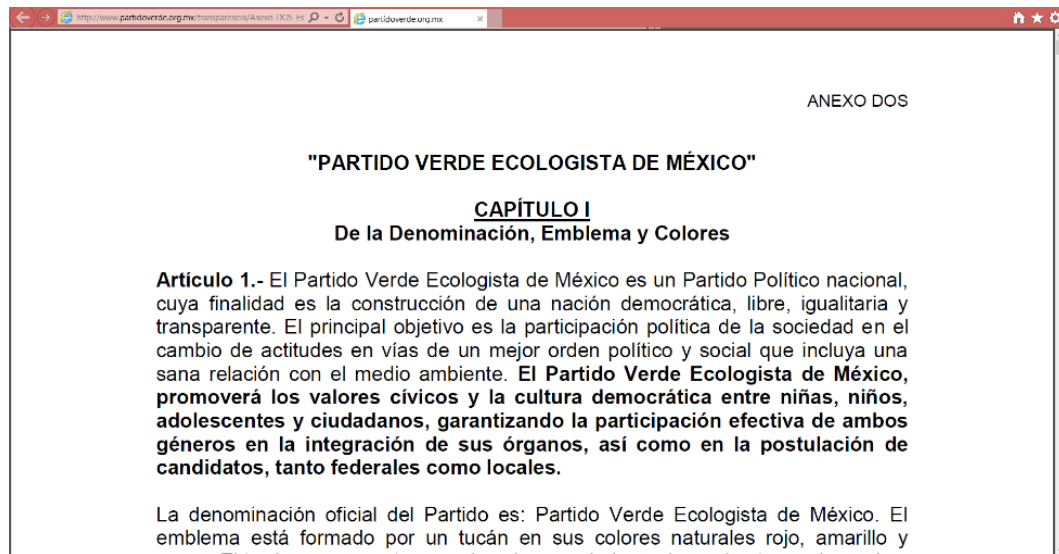 http://www.partidoverde.org.mx/transparencia/Anexo-DOS-Es
partidoverde.org.mx
ANEXO DOS
"PARTIDO VERDE ECOLOGISTA DE MÉXICO"
CAPÍTULO I
De la Denominación, Emblema y Colores
Artículo 1.- El Partido Verde Ecologista de México es un Partido Político nacional,
cuya finalidad es la construcción de una nación democrática, libre, igualitaria y
transparente. El principal objetivo es la participación política de la sociedad en el
cambio de actitudes en vías de un mejor orden político y social que incluya una
sana relación con el medio ambiente. El Partido Verde Ecologista de México,
promoverá los valores cívicos y la cultura democrática entre niñas, niños,
adolescentes y ciudadanos, garantizando la participación efectiva de ambos
géneros en la integración de sus órganos, así como en la postulación de
candidatos, tanto federales como locales.
La denominación oficial del Partido es: Partido Verde Ecologista de México. El
emblema está formado por un tucán en sus colores naturales rojo, amarillo y